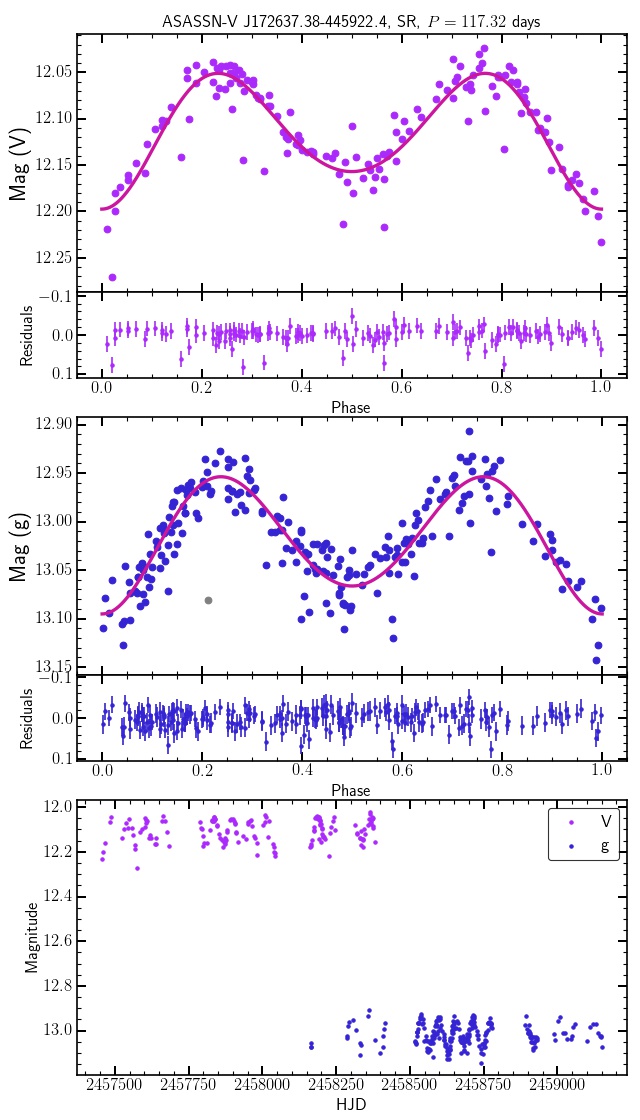 ASASSN-V J172637.38-445922.4, SR, P = 117.32 days
Mag (V)
12.05
12.10
12.15
12.20
12.25
Residuals
−0.1
0.0
0.1
0.0 0.2 0.4 0.6 0.8 1.0
Phase
Mag (g)
12.90
12.95
13.00
13.05
13.10
13.15
Residuals
−0.1
0.0
0.1
0.0 0.2 0.4 0.6 0.8 1.0
Phase
Magnitude
12.0
12.2
12.4
12.6
12.8
13.0
V
g
2457500 2457750 2458000 2458250 2458500 2458750 2459000
HJD